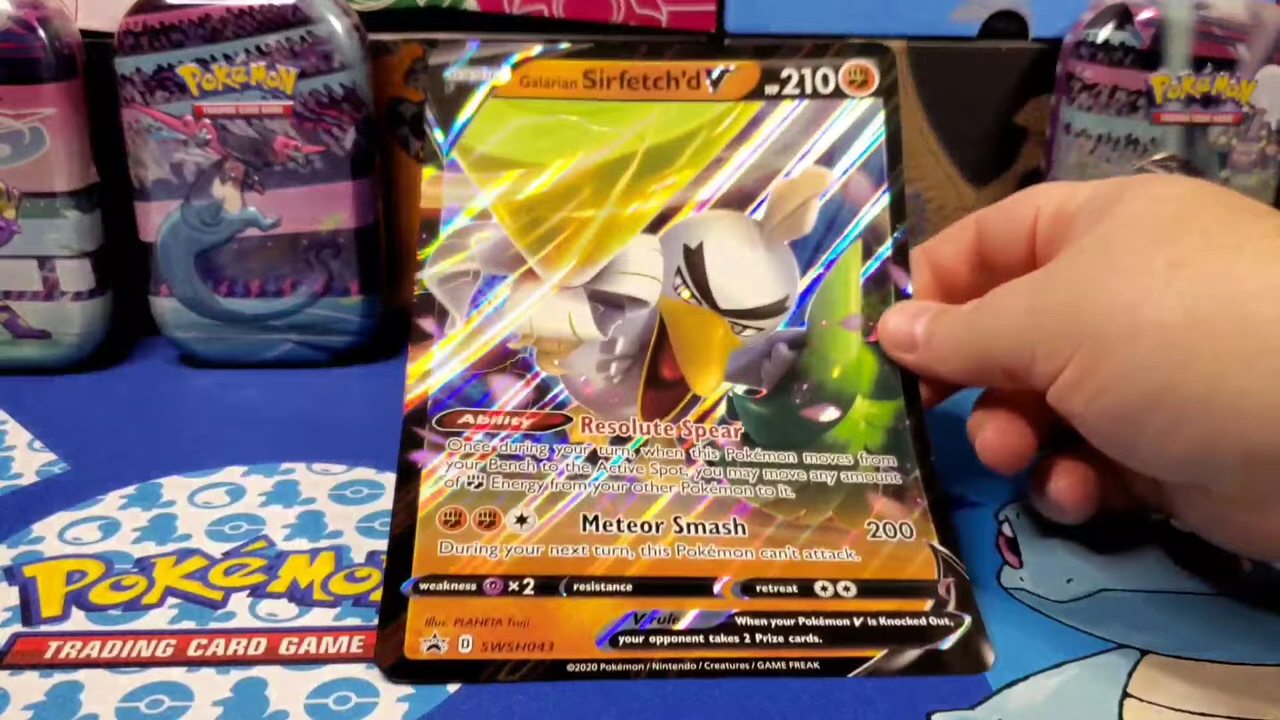 POKÉMON
TRADING CARD GAME
POKÉMON
TRADING CARD GAME
Galarian Sirfetch'd V HP 210
Ability Resolute Spear
Once during your turn, when this Pokémon moves from
your Bench to the Active Spot, you may move any amount
of Energy from your other Pokémon to it.
Meteor Smash 200
During your next turn, this Pokémon can't attack.
weakness ×2 resistance retreat
Illus. PLANETA Tsuji
V rule When your Pokémon V is Knocked Out,
your opponent takes 2 Prize cards.
D SWSH043
©2020 Pokémon / Nintendo / Creatures / GAME FREAK
POKÉMO
TRADING CARD GAME